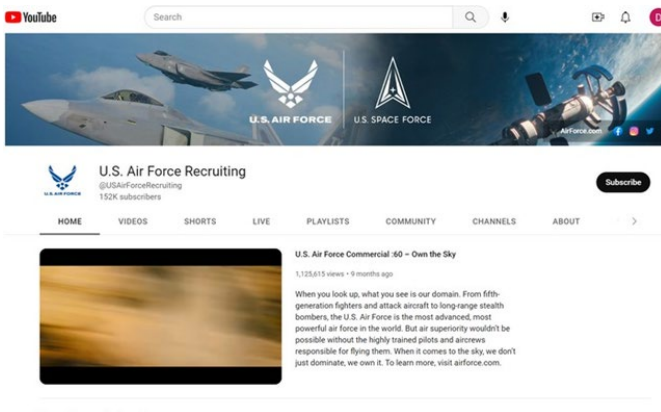 YouTube
Search
D
U.S. AIR FORCE
U.S. SPACE FORCE
AirForce.com
U.S. AIR FORCE
U.S. Air Force Recruiting
@USAirForceRecruiting
152K subscribers
Subscribe
HOME VIDEOS SHORTS LIVE PLAYLISTS COMMUNITY CHANNELS ABOUT
U.S. Air Force Commercial :60 – Own the Sky
1,125,615 views • 9 months ago
When you look up, what you see is our domain. From fifth-
generation fighters and attack aircraft to long-range stealth
bombers, the U.S. Air Force is the most advanced, most
powerful air force in the world. But air superiority wouldn't be
possible without the highly trained pilots and aircrews
responsible for flying them. When it comes to the sky, we don't
just dominate, we own it. To learn more, visit airforce.com.